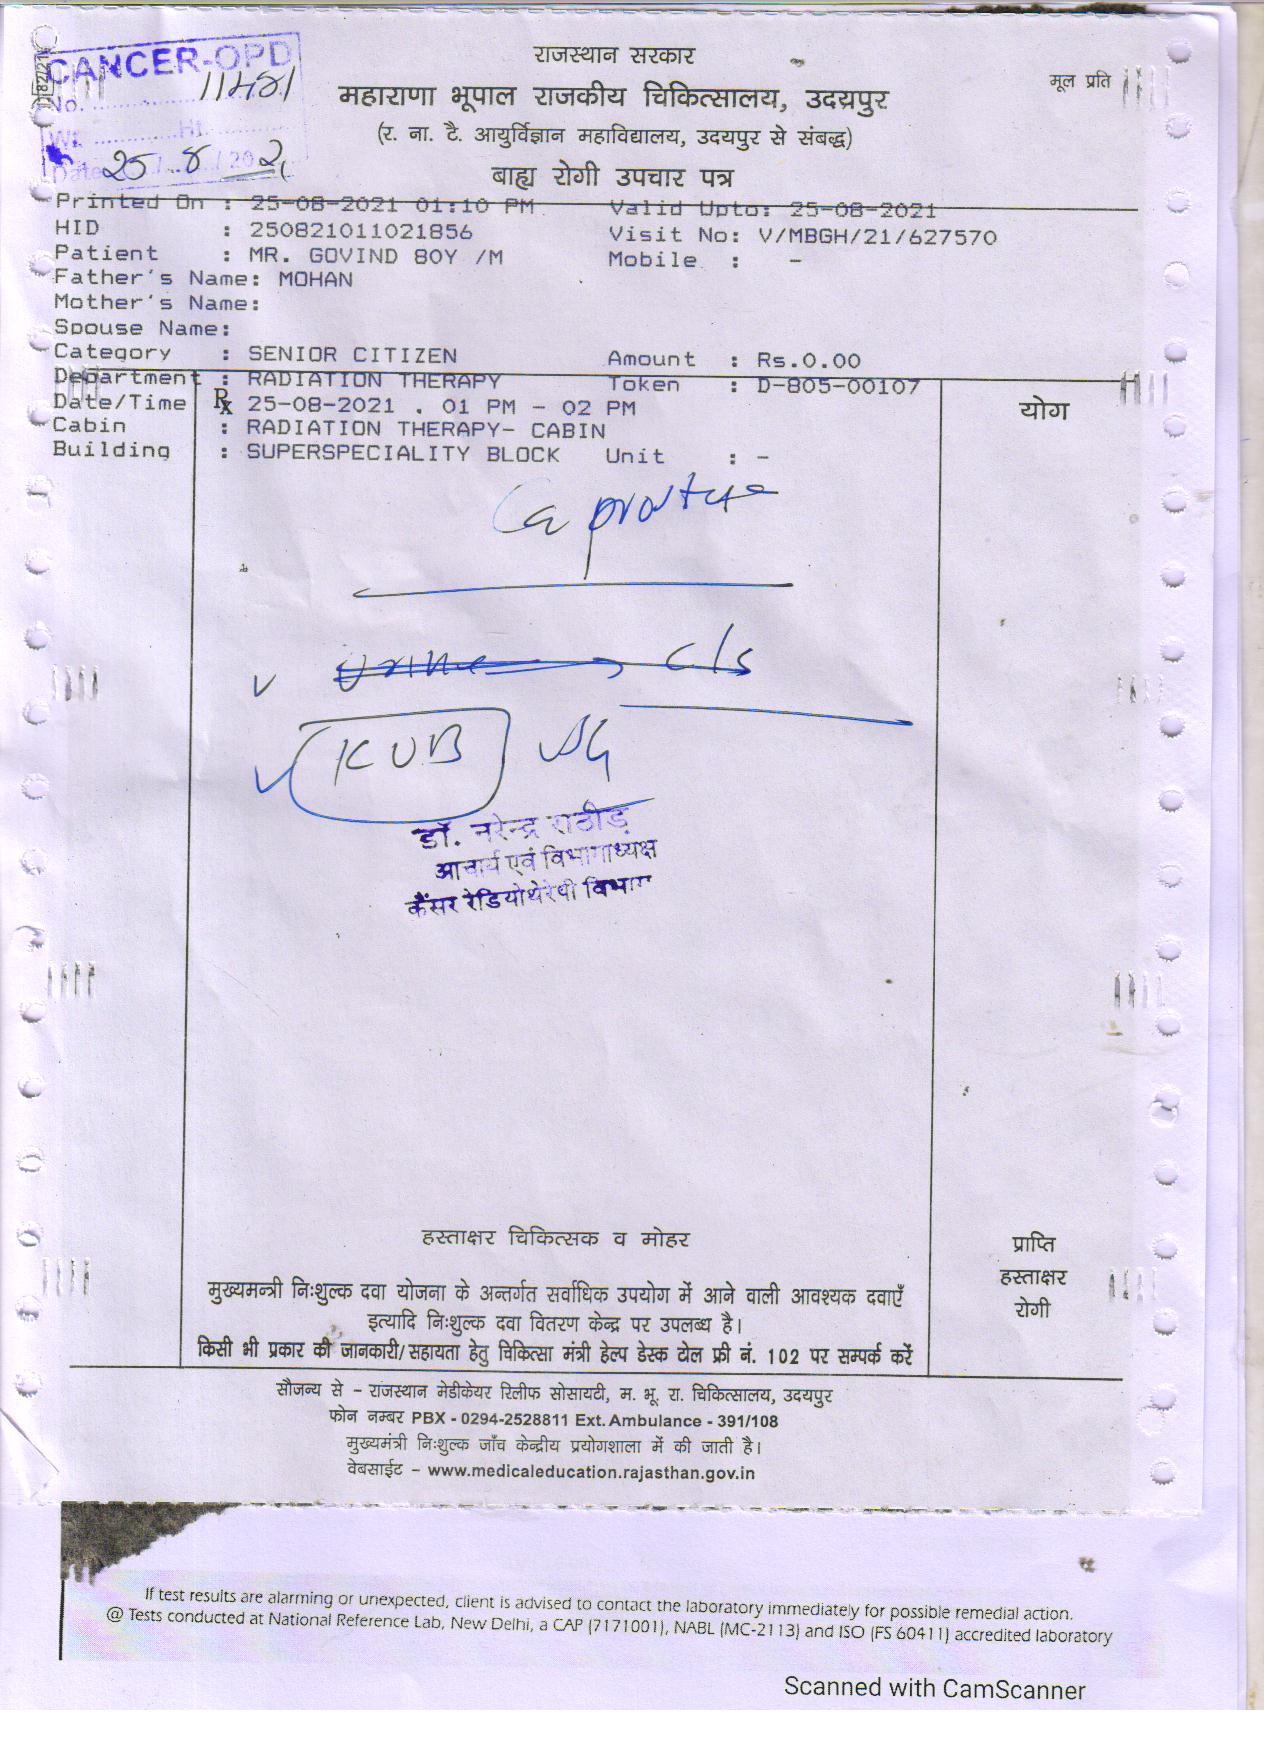 CANCER-OPD
No. 11481
Wt. Ht.
Date 25/8/2021
राजस्थान सरकार
मूल प्रति
महाराणा भूपाल राजकीय चिकित्सालय, उदयपुर
(र. ना. टै. आयुर्विज्ञान महाविद्यालय, उदयपुर से संबद्ध)
बाह्य रोगी उपचार पत्र
Printed On : 25-08-2021 01:10 PM Valid Upto: 25-08-2021
HID : 250821011021856 Visit No: V/MBGH/21/627570
Patient : MR. GOVIND 80Y /M Mobile : -
Father's Name: MOHAN
Mother's Name:
Spouse Name:
Category : SENIOR CITIZEN Amount : Rs.0.00
Department : RADIATION THERAPY Token : D-805-00107
Date/Time Rx 25-08-2021 , 01 PM - 02 PM
योग
Cabin : RADIATION THERAPY- CABIN
Building : SUPERSPECIALITY BLOCK Unit : -
Ca prostate
Urine c/s
KUB
डॉ. नरेन्द्र राठौड़
आचार्य एवं विभागाध्यक्ष
कैंसर रेडियोथेरेपी विभाग
हस्ताक्षर चिकित्सक व मोहर
प्राप्ति
हस्ताक्षर
रोगी
मुख्यमन्त्री निःशुल्क दवा योजना के अन्तर्गत सर्वाधिक उपयोग में आने वाली आवश्यक दवाएँ
इत्यादि निःशुल्क दवा वितरण केन्द्र पर उपलब्ध है।
किसी भी प्रकार की जानकारी/सहायता हेतु चिकित्सा मंत्री हेल्प डेस्क टोल फ्री नं. 102 पर सम्पर्क करें
सौजन्य से - राजस्थान मेडीकेयर रिलीफ सोसायटी, म. भू. रा. चिकित्सालय, उदयपुर
फोन नम्बर PBX - 0294-2528811 Ext. Ambulance - 391/108
मुख्यमंत्री निःशुल्क जाँच केन्द्रीय प्रयोगशाला में की जाती है।
वेबसाईट - www.medicaleducation.rajasthan.gov.in
If test results are alarming or unexpected, client is advised to contact the laboratory immediately for possible remedial action.
@ Tests conducted at National Reference Lab, New Delhi, a CAP (7171001), NABL (MC-2113) and ISO (FS 60411) accredited laboratory
Scanned with CamScanner